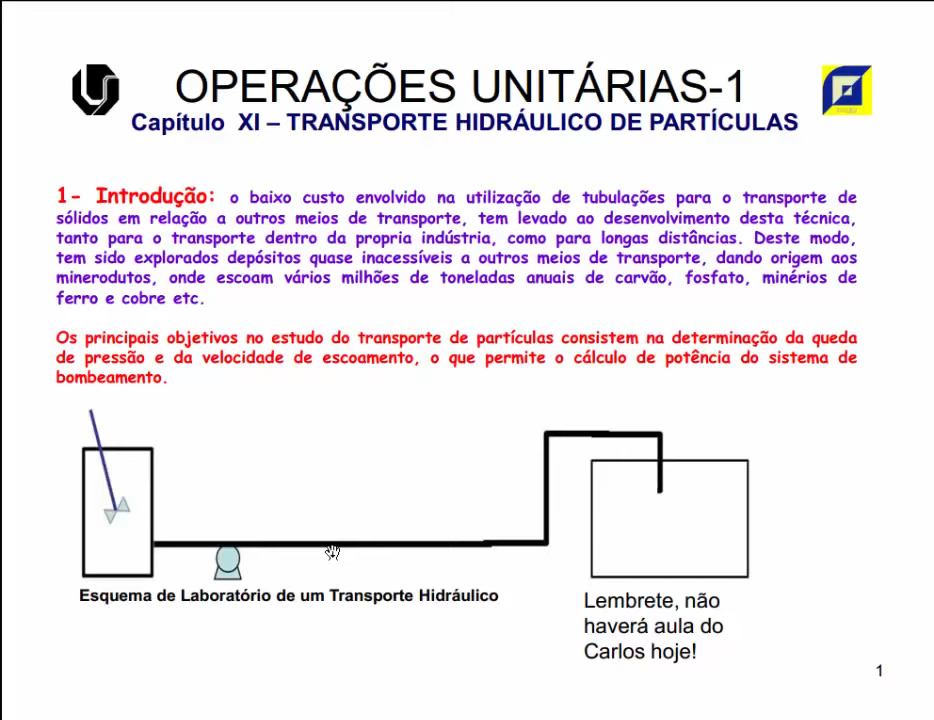 OPERAÇÕES UNITÁRIAS-1
Capítulo XI – TRANSPORTE HIDRÁULICO DE PARTÍCULAS
1- Introdução: o baixo custo envolvido na utilização de tubulações para o transporte de
sólidos em relação a outros meios de transporte, tem levado ao desenvolvimento desta técnica,
tanto para o transporte dentro da propria indústria, como para longas distâncias. Deste modo,
tem sido explorados depósitos quase inacessíveis a outros meios de transporte, dando origem aos
minerodutos, onde escoam vários milhões de toneladas anuais de carvão, fosfato, minérios de
ferro e cobre etc.
Os principais objetivos no estudo do transporte de partículas consistem na determinação da queda
de pressão e da velocidade de escoamento, o que permite o cálculo de potência do sistema de
bombeamento.
Esquema de Laboratório de um Transporte Hidráulico
Lembrete, não
haverá aula do
Carlos hoje!
1